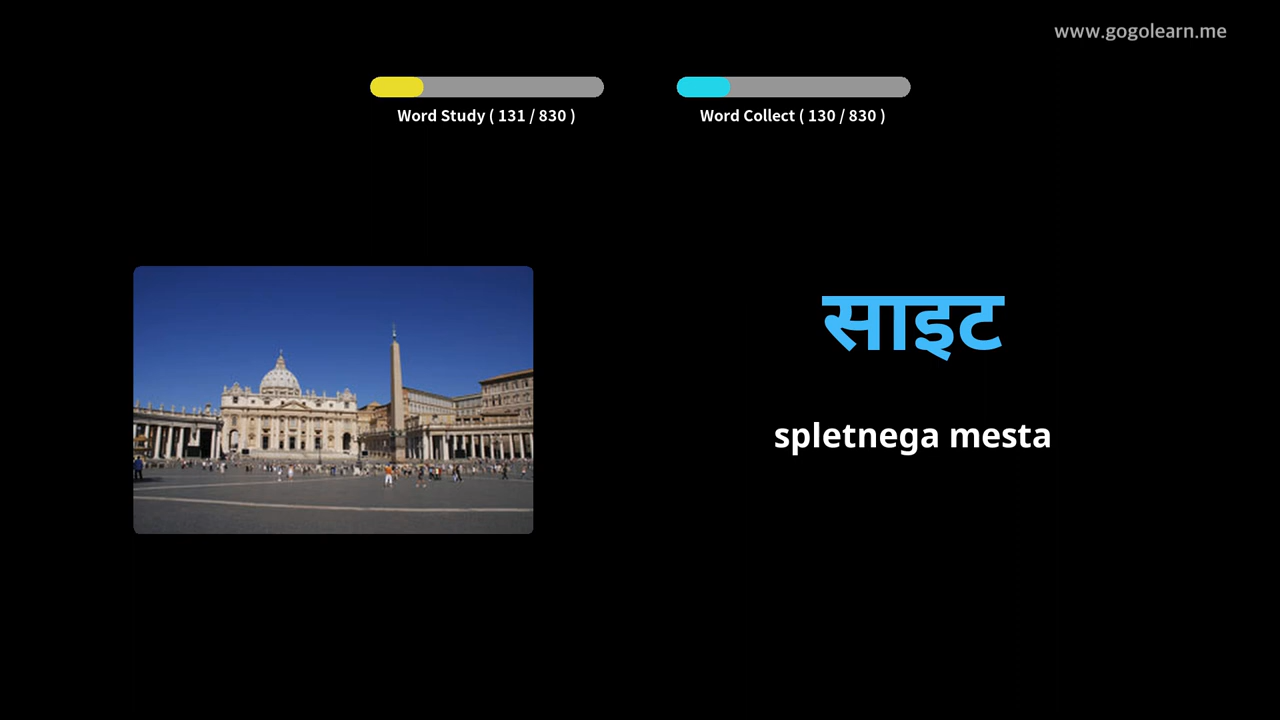 www.gogolearn.me
Word Study ( 131 / 830 )
Word Collect ( 130 / 830 )
साइट
spletnega mesta